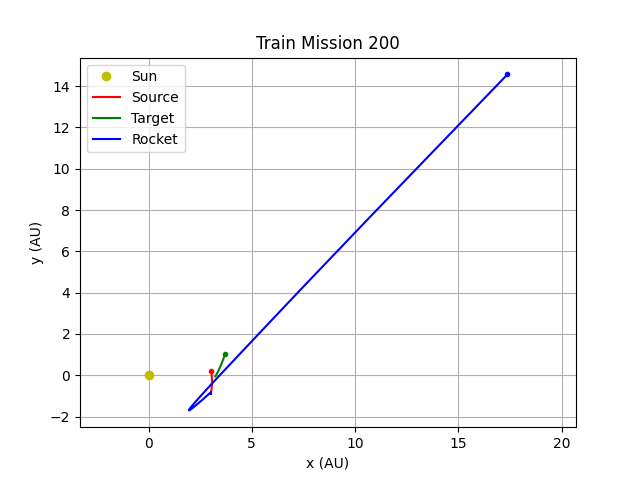 Train Mission 200
Sun
Source
Target
Rocket
14
12
10
8
6
4
2
0
−2
0 5 10 15 20
y (AU)
x (AU)